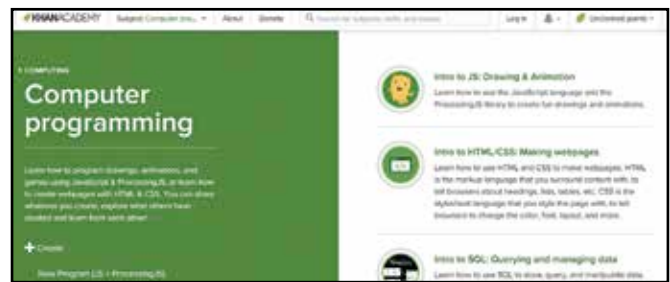 KHANACADEMY Subject: Computer pro... About Donate Log in Unclaimed points
COMPUTING
Computer
programming
Learn how to program drawings, animations, and
games using JavaScript & ProcessingJS, or learn how
to create webpages with HTML & CSS. You can share
whatever you create, explore what others have
created and learn from each other!
Create
New Program (JS + ProcessingJS)
Intro to JS: Drawing & Animation
Learn how to use the JavaScript language and the
ProcessingJS library to create fun drawings and animations.
Intro to HTML/CSS: Making webpages
Learn how to use HTML and CSS to make webpages. HTML
is the markup language that you surround content with, to
tell browsers about headings, lists, tables, etc. CSS is the
stylesheet language that you style the page with, to tell
browsers to change the color, font, layout, and more.
Intro to SQL: Querying and managing data
Learn how to use SQL to store, query, and manipulate data.